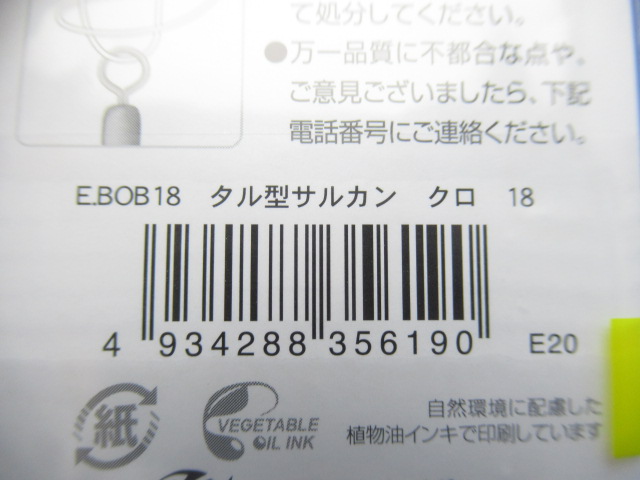 て処分してください。
●万一品質に不都合な点や、
ご意見ございましたら、下記
電話番号にご連絡ください。
E.BOB18 タル型サルカン クロ 18
4 934288 356190 E20
紙
VEGETABLE
OIL INK
自然環境に配慮した
植物油インキで印刷しています